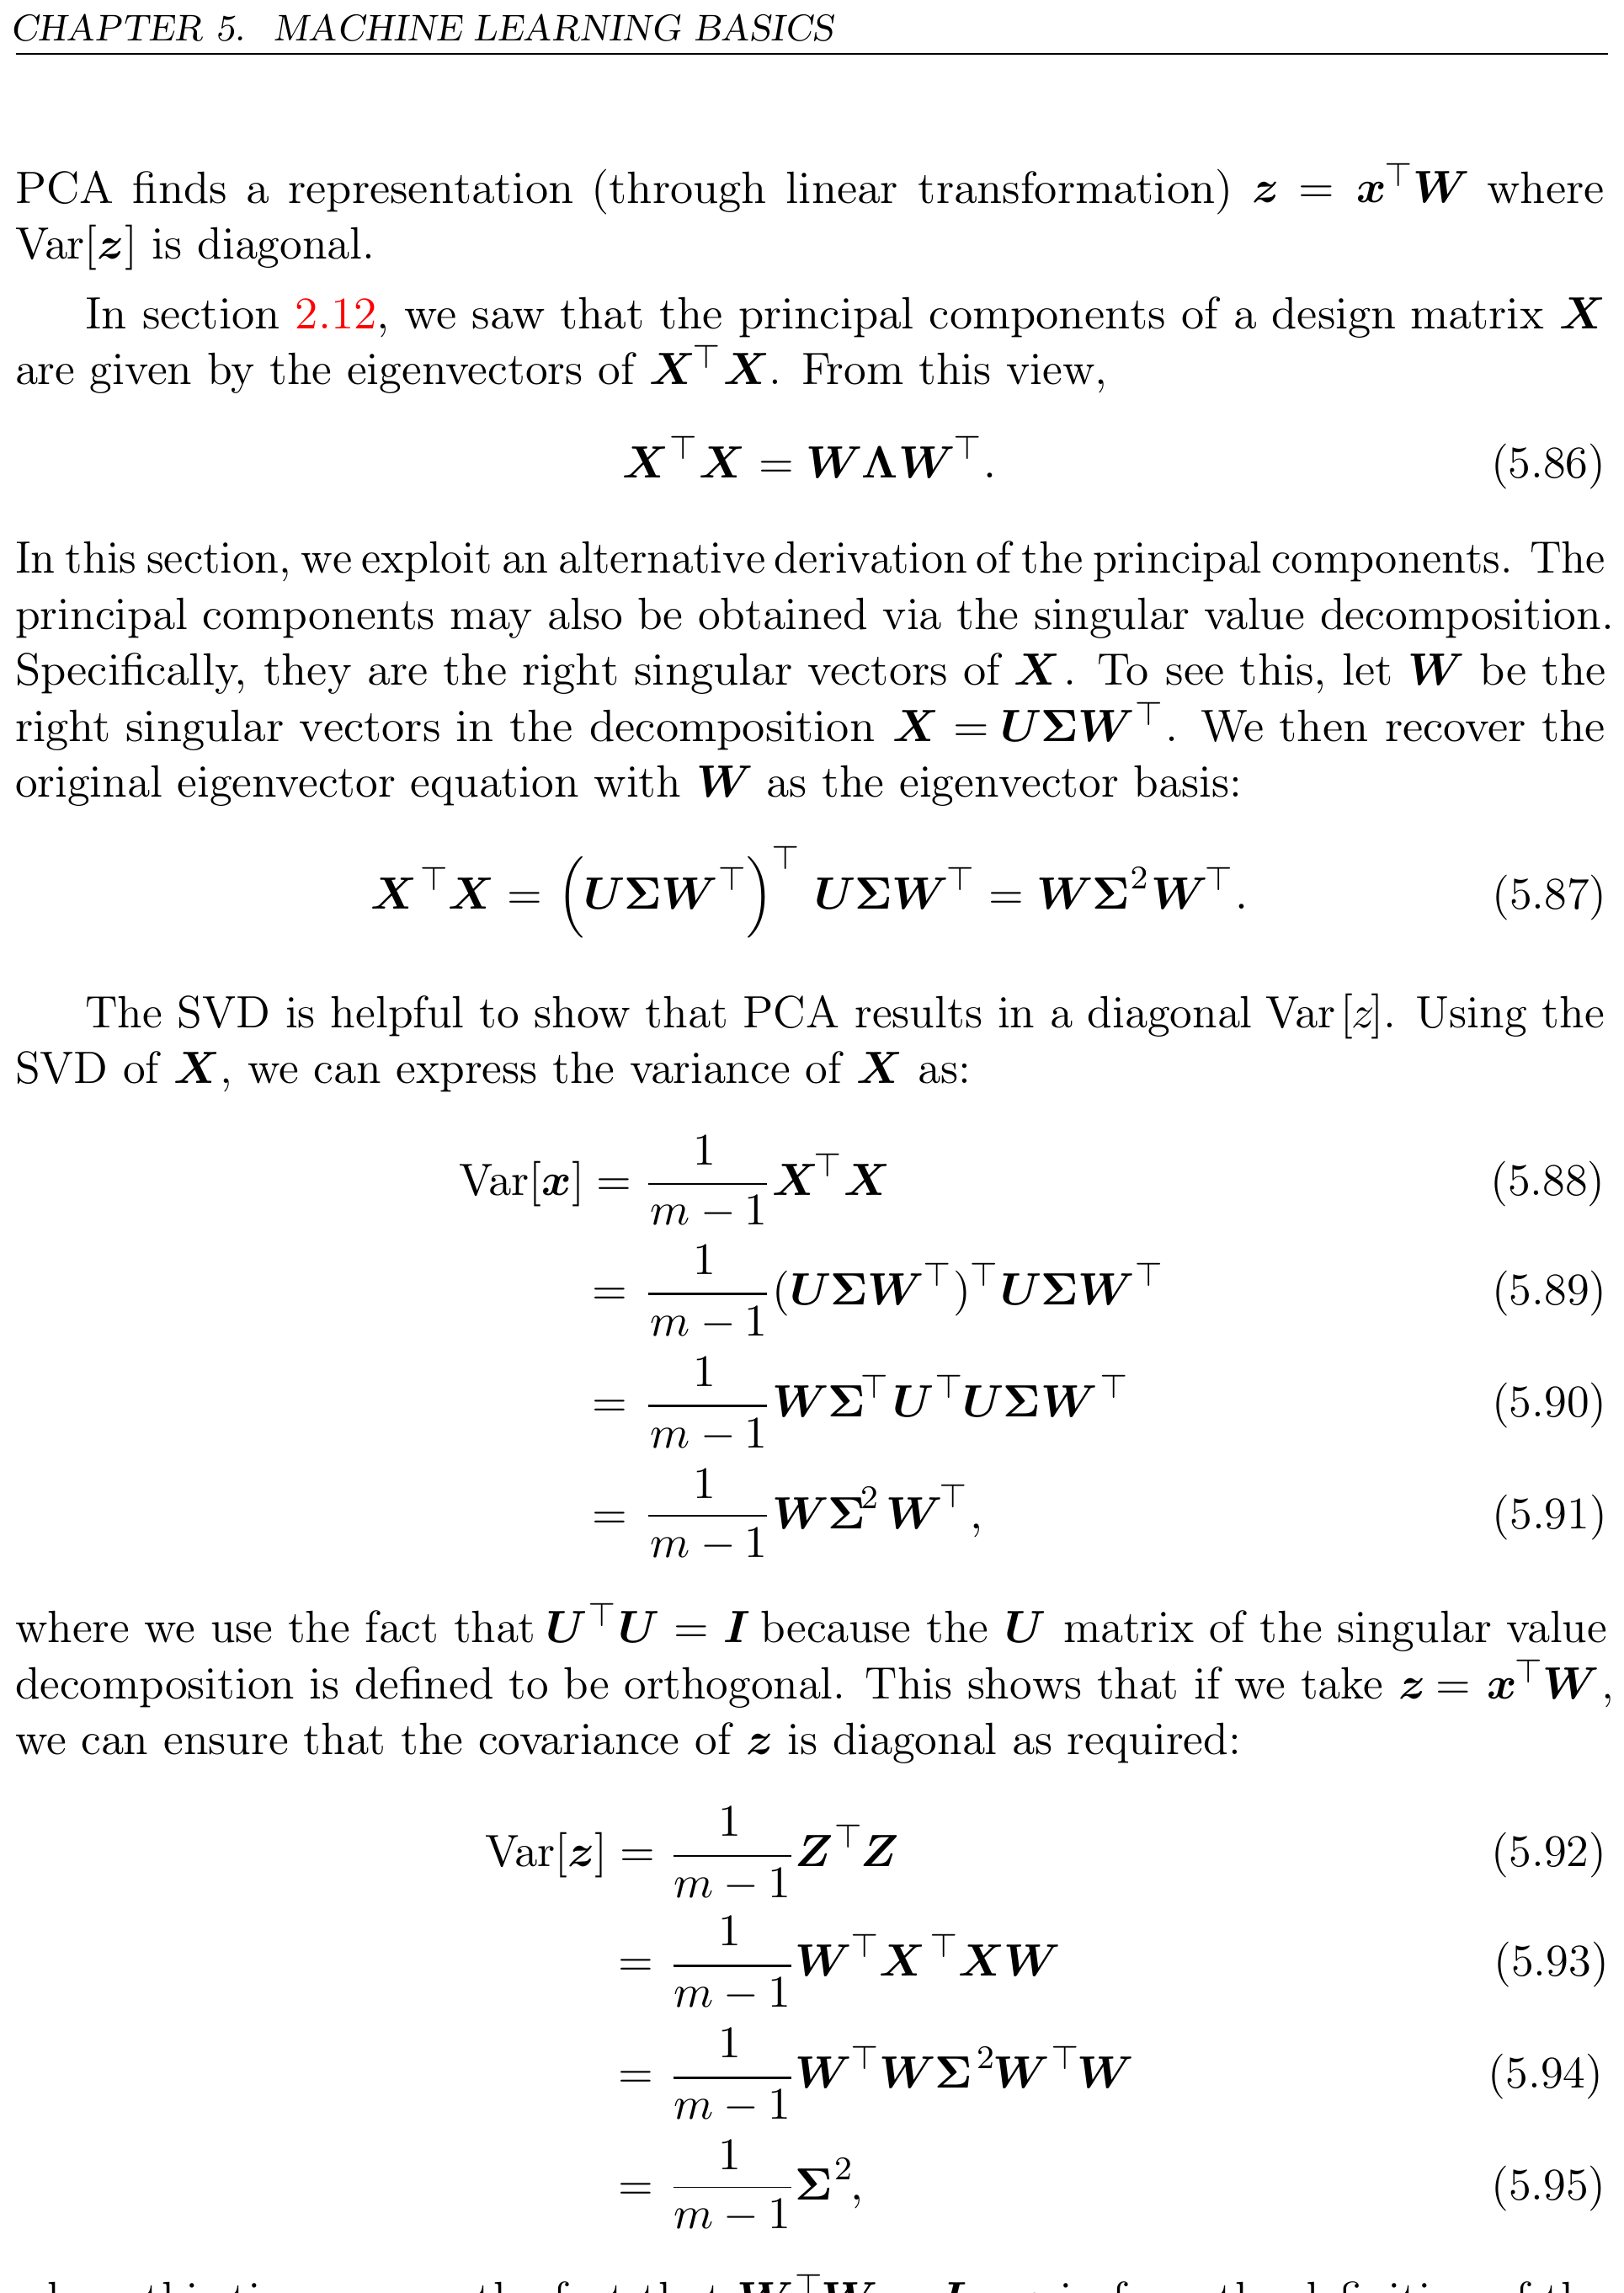 CHAPTER 5. MACHINE LEARNING BASICS
PCA finds a representation (through linear transformation) z = x⊤W where
Var[z] is diagonal.
In section 2.12, we saw that the principal components of a design matrix X
are given by the eigenvectors of X⊤X. From this view,
X⊤X = WΛW⊤. (5.86)
In this section, we exploit an alternative derivation of the principal components. The
principal components may also be obtained via the singular value decomposition.
Specifically, they are the right singular vectors of X. To see this, let W be the
right singular vectors in the decomposition X = UΣW⊤. We then recover the
original eigenvector equation with W as the eigenvector basis:
X⊤X = (UΣW⊤)⊤ UΣW⊤ = WΣ²W⊤. (5.87)
The SVD is helpful to show that PCA results in a diagonal Var[z]. Using the
SVD of X, we can express the variance of X as:
Var[x] = 1/(m − 1) X⊤X (5.88)
= 1/(m − 1) (UΣW⊤)⊤UΣW⊤ (5.89)
= 1/(m − 1) WΣ⊤U⊤UΣW⊤ (5.90)
= 1/(m − 1) WΣ²W⊤, (5.91)
where we use the fact that U⊤U = I because the U matrix of the singular value
decomposition is defined to be orthogonal. This shows that if we take z = x⊤W,
we can ensure that the covariance of z is diagonal as required:
Var[z] = 1/(m − 1) Z⊤Z (5.92)
= 1/(m − 1) W⊤X⊤XW (5.93)
= 1/(m − 1) W⊤WΣ²W⊤W (5.94)
= 1/(m − 1) Σ², (5.95)